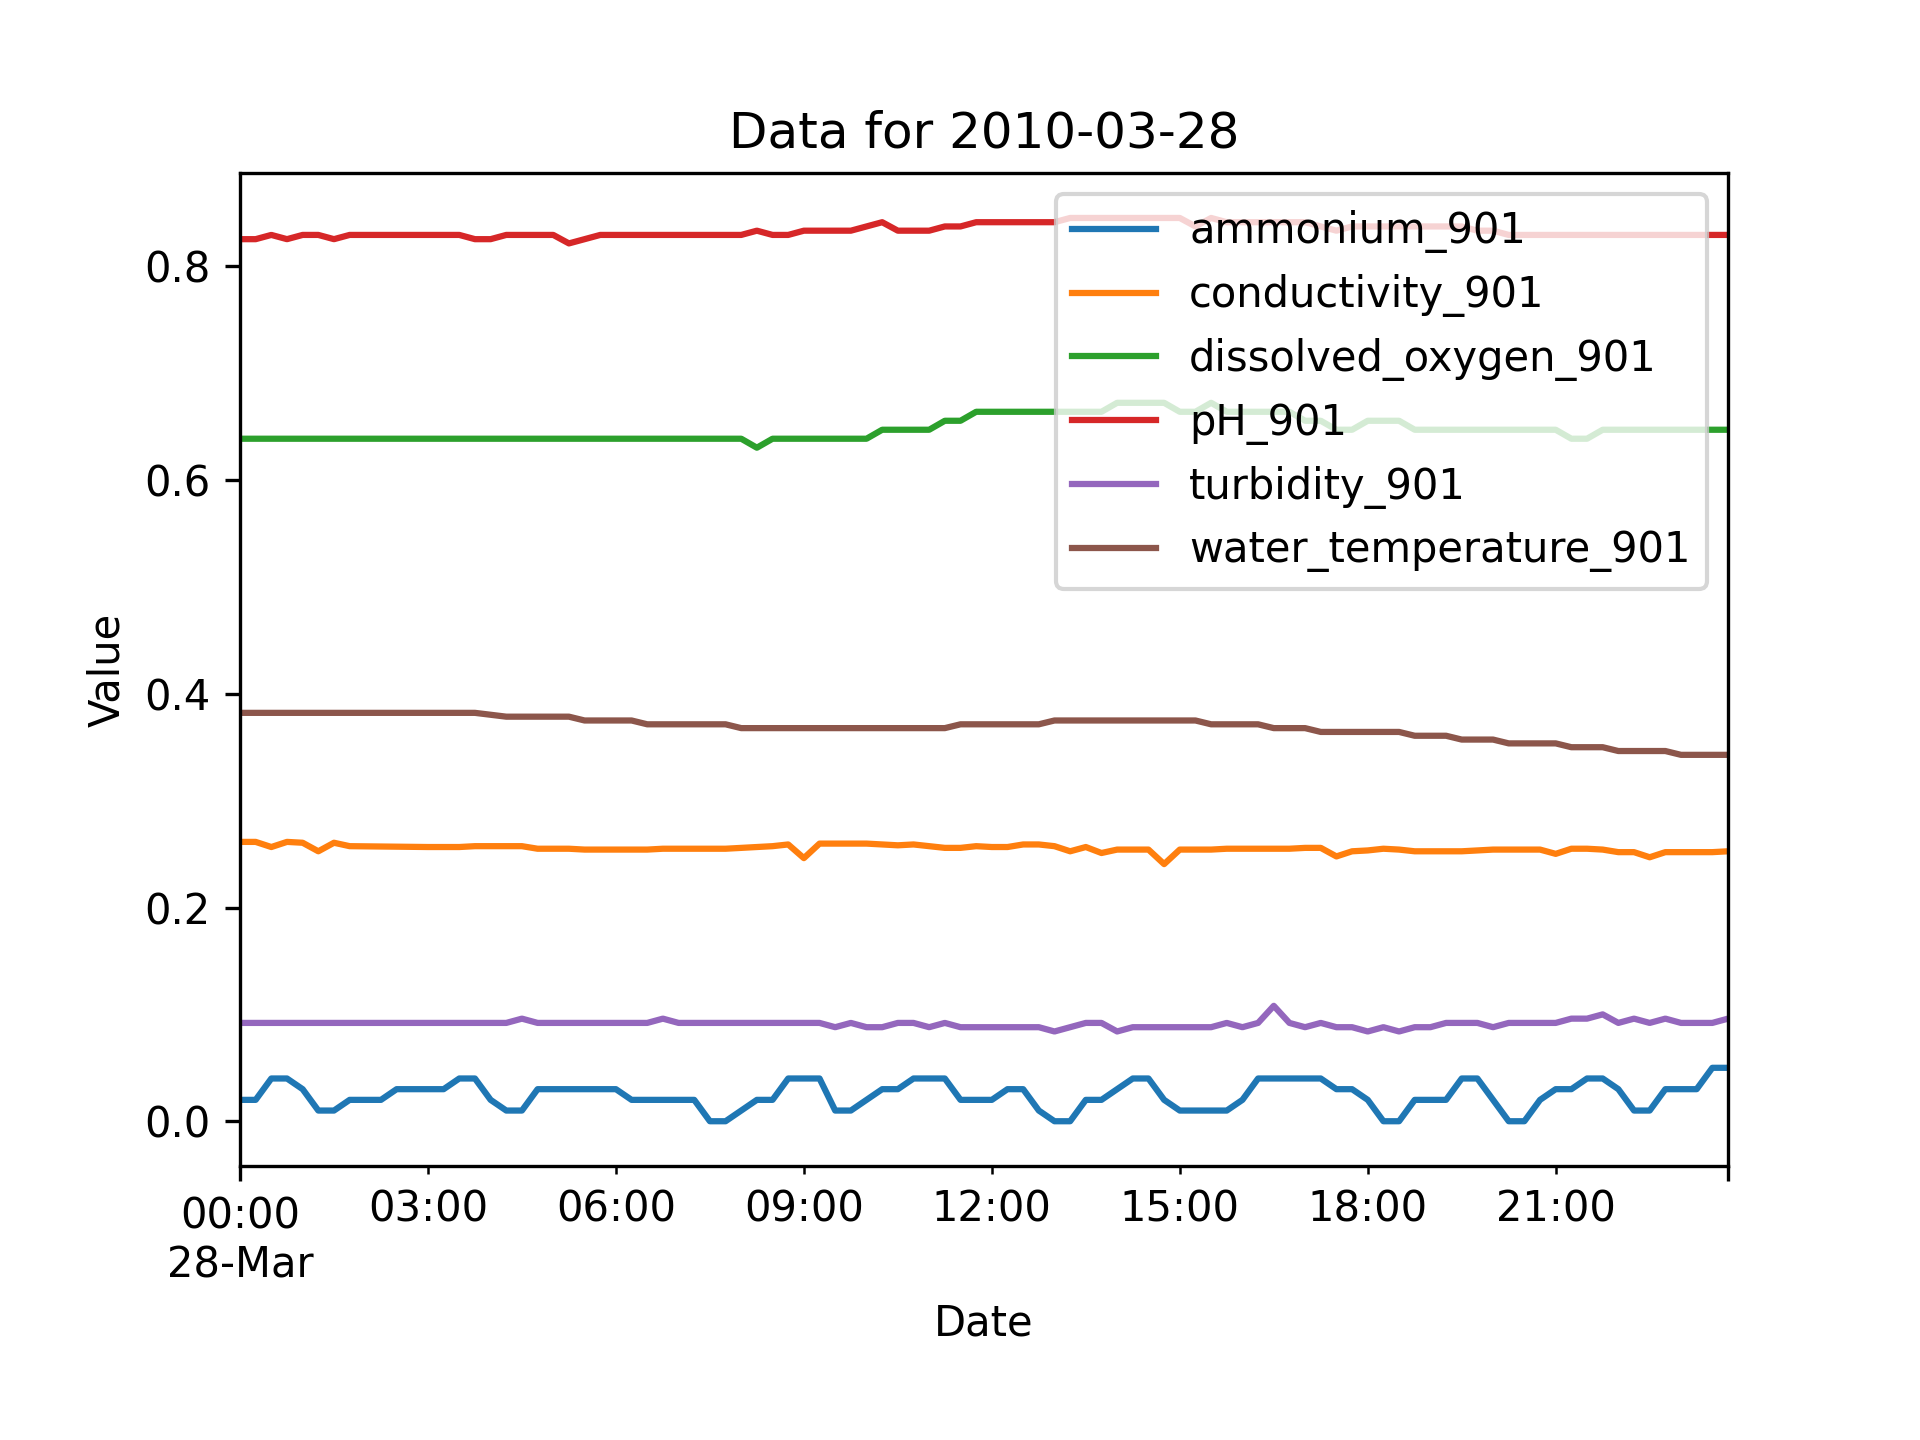 Data for 2010-03-28
ammonium_901
conductivity_901
dissolved_oxygen_901
pH_901
turbidity_901
water_temperature_901
Value
0.8
0.6
0.4
0.2
0.0
00:00 03:00 06:00 09:00 12:00 15:00 18:00 21:00
28-Mar
Date